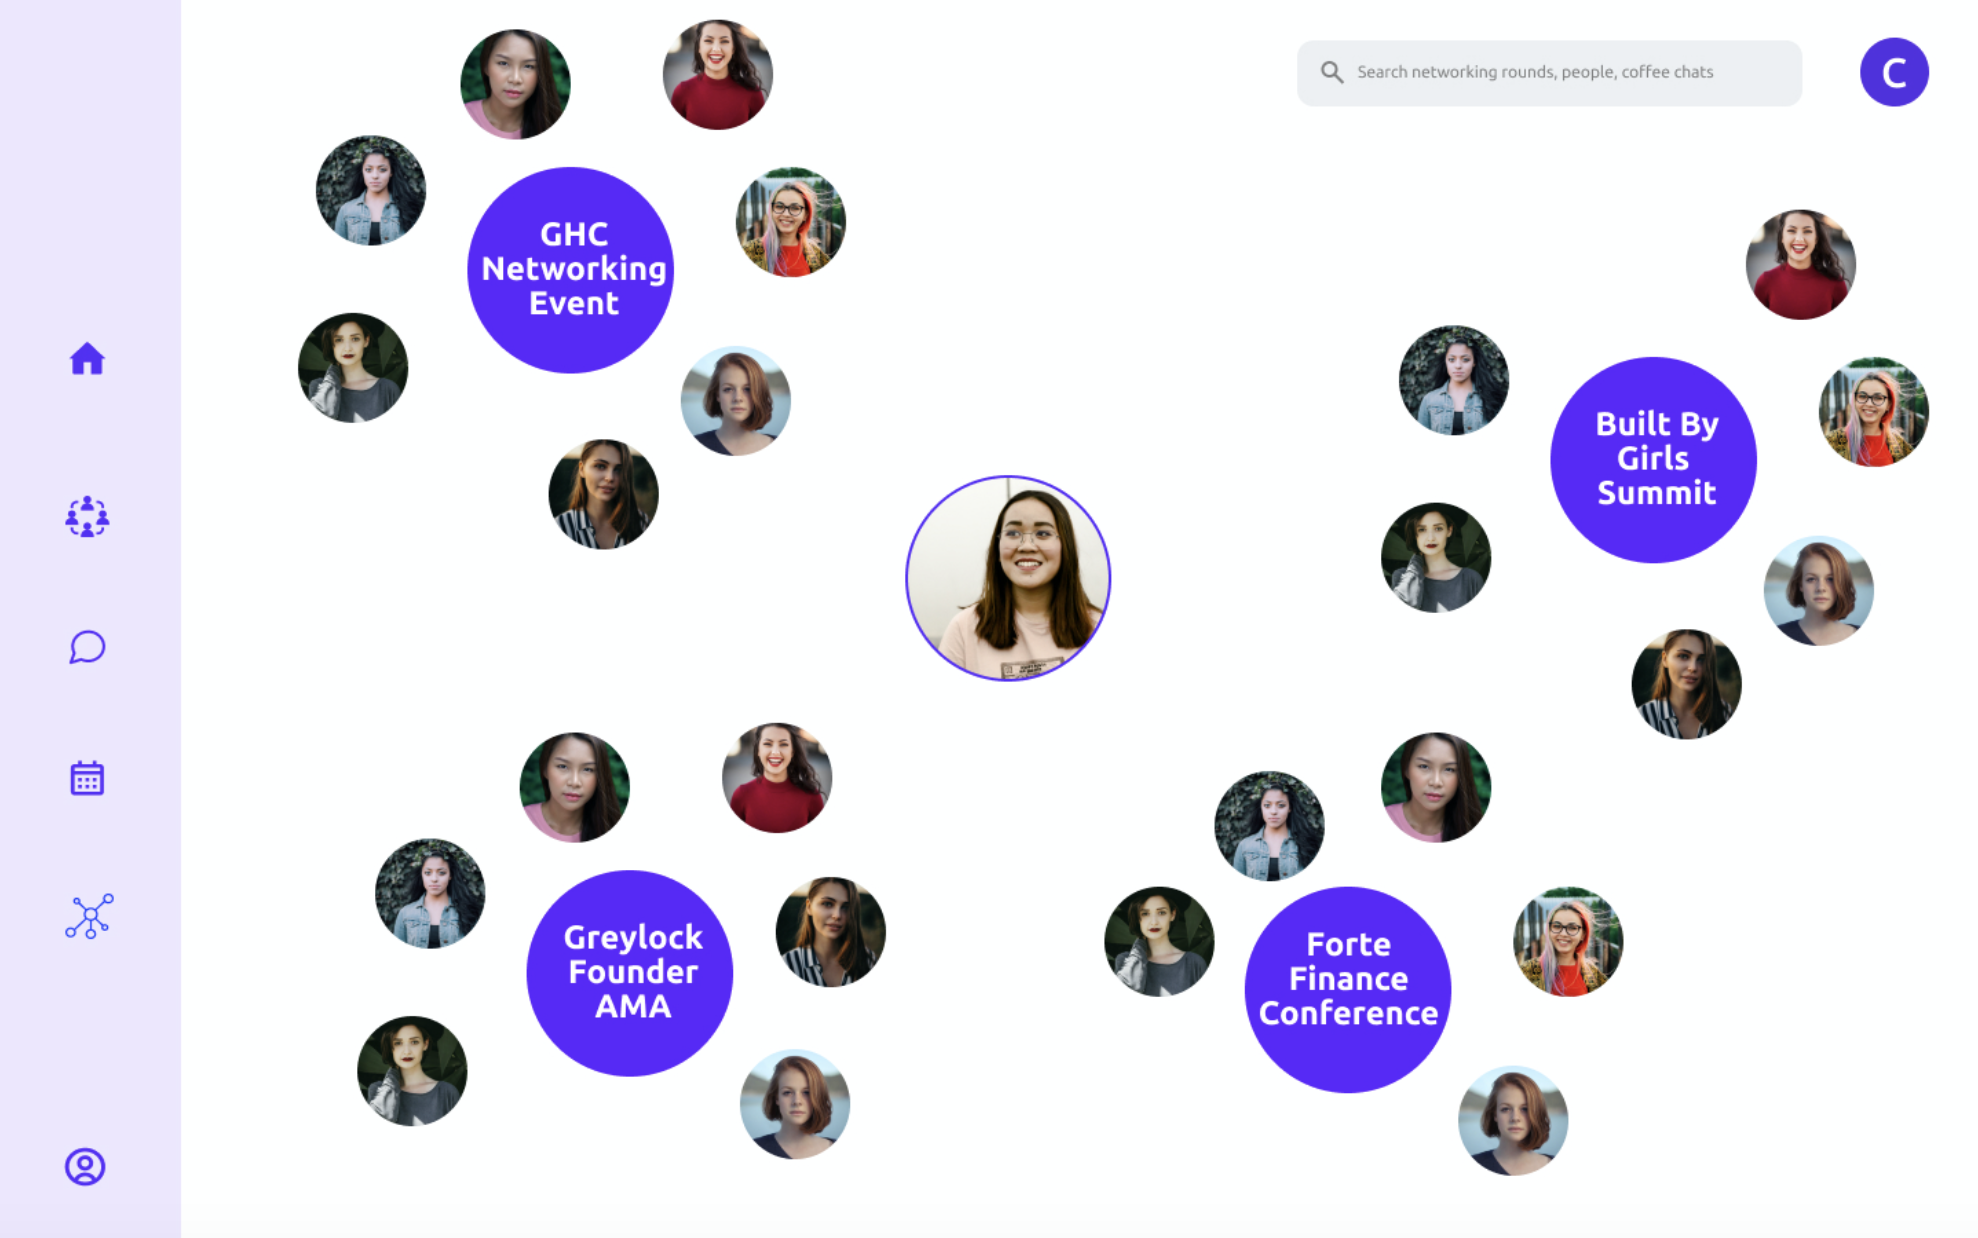 Search networking rounds, people, coffee chats
C
GHC
Networking
Event
Built By
Girls
Summit
Greylock
Founder
AMA
Forte
Finance
Conference